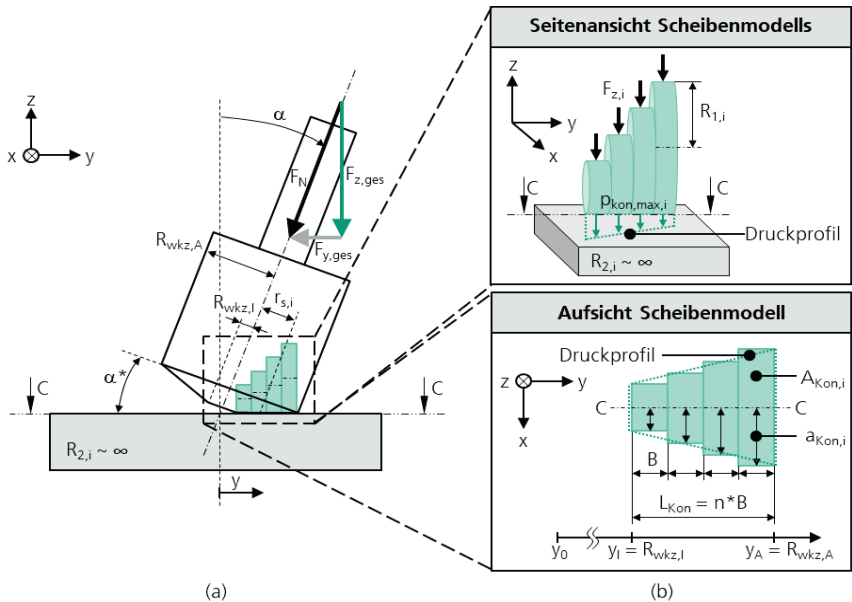 z
x
y
α
F_N
F_z,ges
F_y,ges
R_wkz,A
R_wkz,I
r_s,i
α*
C
C
R_2,i ~ ∞
y
(a)
Seitenansicht Scheibenmodells
z
y
x
F_z,i
R_1,i
C
C
p_kon,max,i
Druckprofil
R_2,i ~ ∞
Aufsicht Scheibenmodell
Druckprofil
z
y
x
A_Kon,i
C
C
a_Kon,i
B
L_Kon = n*B
y_0
y_I = R_wkz,I
y_A = R_wkz,A
(b)